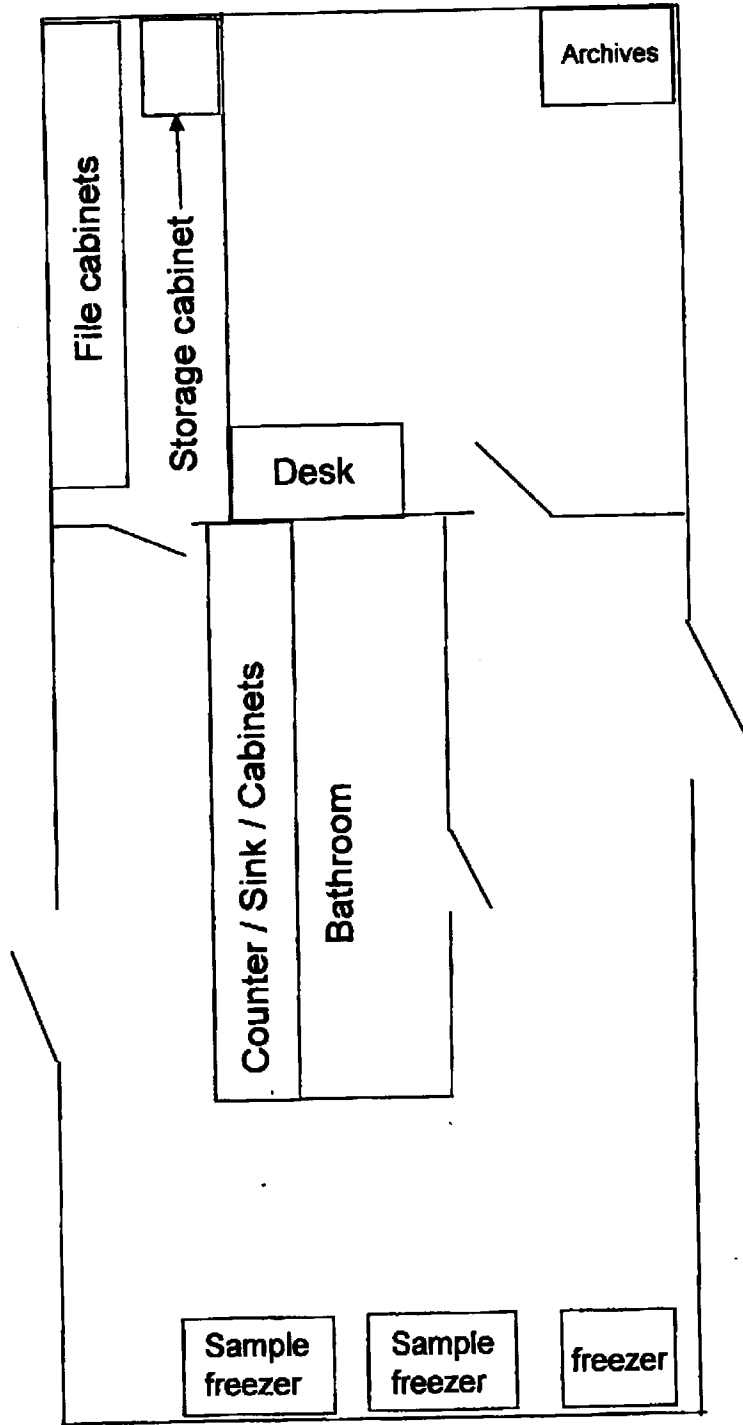 Archives
File cabinets
Storage cabinet
Desk
Counter / Sink / Cabinets
Bathroom
Sample
freezer
Sample
freezer
freezer